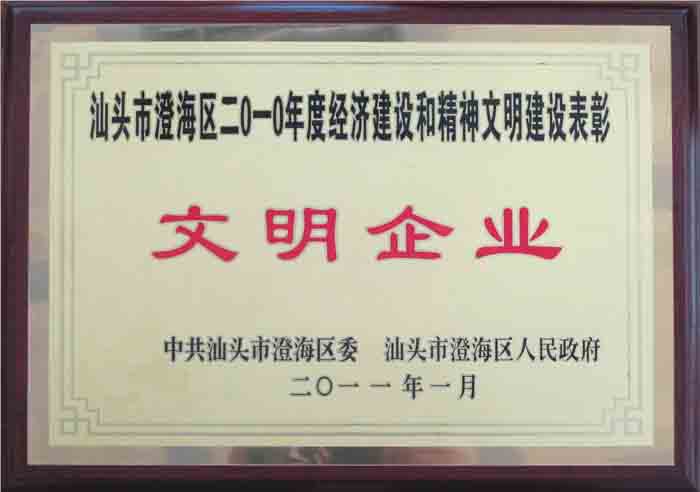 汕头市澄海区二0一0年度经济建设和精神文明建设表彰
文明企业
中共汕头市澄海区委 汕头市澄海区人民政府
二〇一一年一月